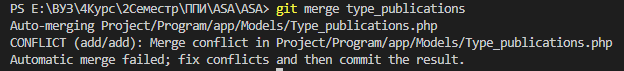 PS E:\ВУЗ\4Курс\2Семестр\ППИ\ASA\ASA> git merge type_publications
Auto-merging Project/Program/app/Models/Type_publications.php
CONFLICT (add/add): Merge conflict in Project/Program/app/Models/Type_publications.php
Automatic merge failed; fix conflicts and then commit the result.